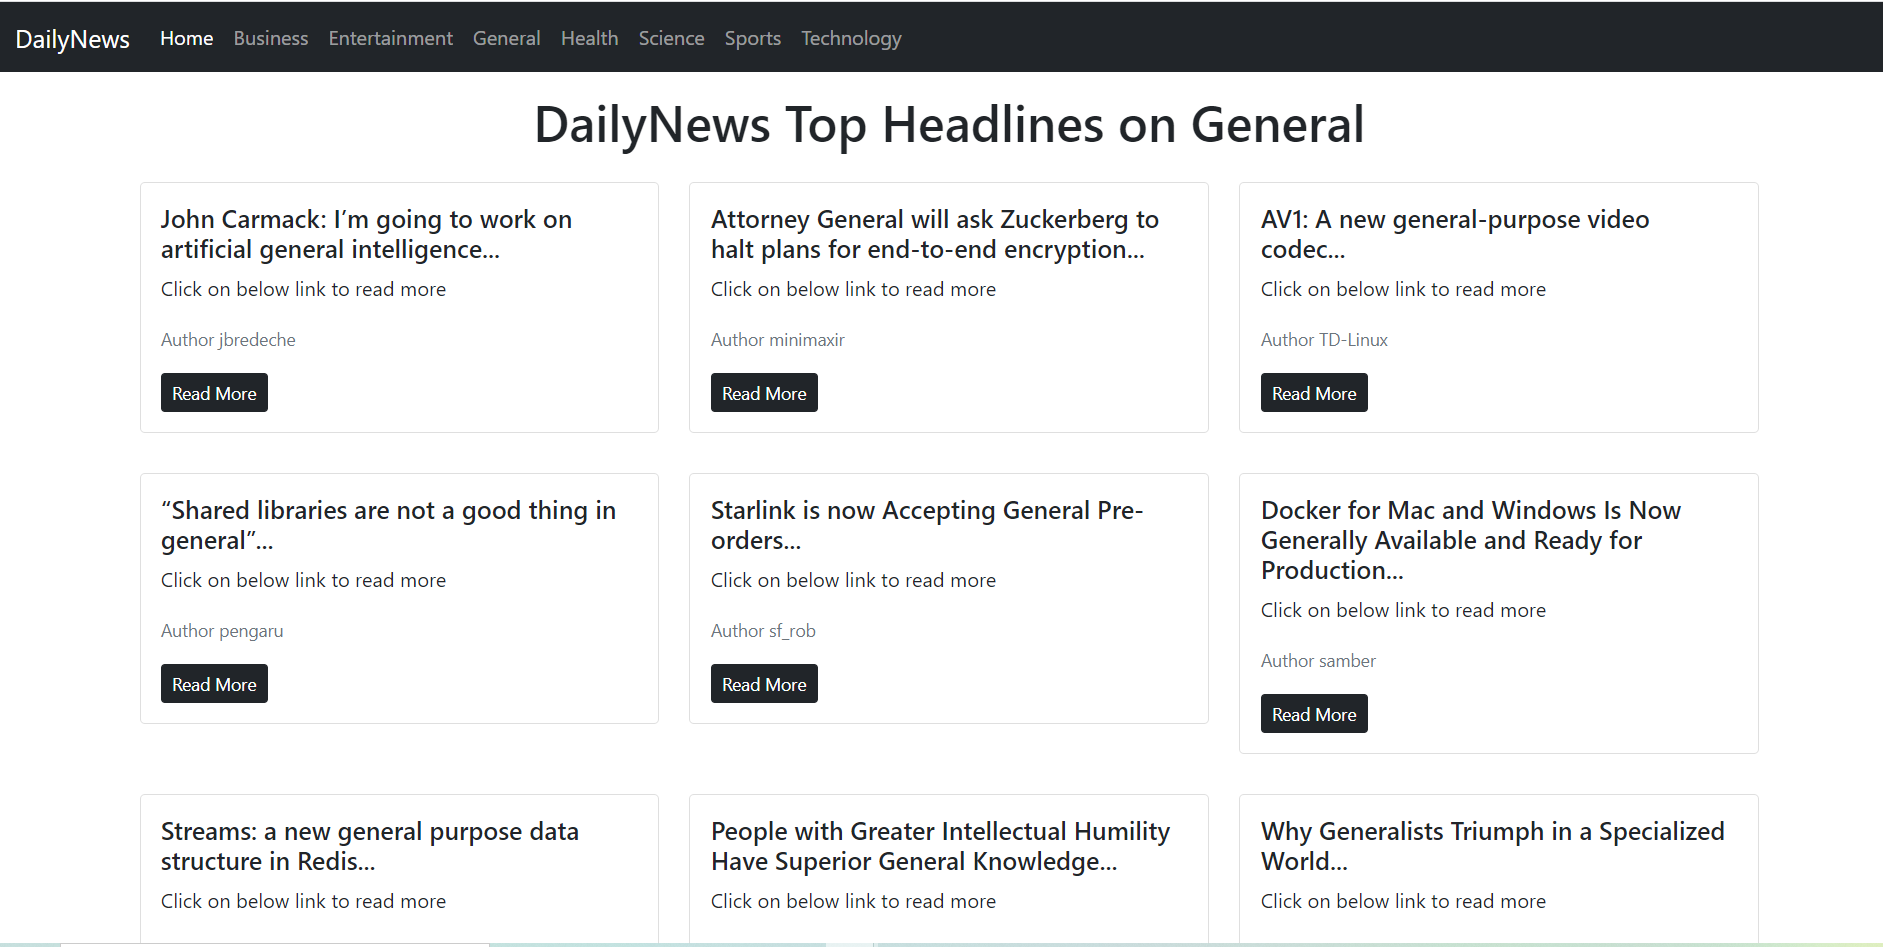 DailyNews Home Business Entertainment General Health Science Sports Technology
DailyNews Top Headlines on General
John Carmack: I’m going to work on
artificial general intelligence...
Click on below link to read more
Author jbredeche
Read More
Attorney General will ask Zuckerberg to
halt plans for end-to-end encryption...
Click on below link to read more
Author minimaxir
Read More
AV1: A new general-purpose video
codec...
Click on below link to read more
Author TD-Linux
Read More
“Shared libraries are not a good thing in
general”...
Click on below link to read more
Author pengaru
Read More
Starlink is now Accepting General Pre-
orders...
Click on below link to read more
Author sf_rob
Read More
Docker for Mac and Windows Is Now
Generally Available and Ready for
Production...
Click on below link to read more
Author samber
Read More
Streams: a new general purpose data
structure in Redis...
Click on below link to read more
People with Greater Intellectual Humility
Have Superior General Knowledge...
Click on below link to read more
Why Generalists Triumph in a Specialized
World...
Click on below link to read more